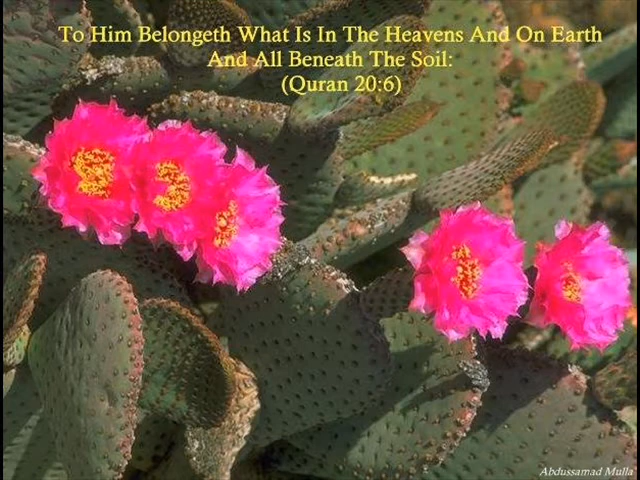 To Him Belongeth What Is In The Heavens And On Earth
And All Beneath The Soil:
(Quran 20:6)
Abdussamad Mulla